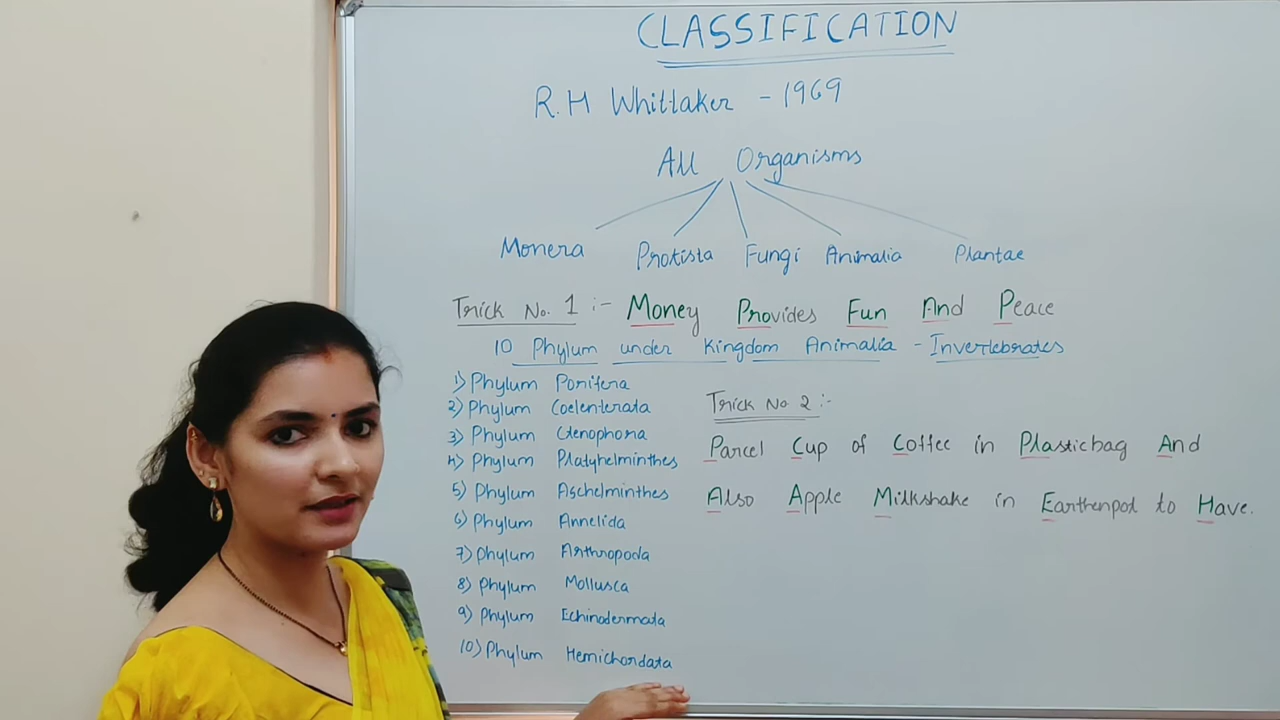 CLASSIFICATION
R.H Whittaker - 1969
All Organisms
Monera Protista Fungi Animalia Plantae
Trick No. 1 :- Money Provides Fun And Peace
10 Phylum under Kingdom Animalia - Invertebrates
1) Phylum Porifera
2) Phylum Coelenterata
3) Phylum Ctenophora
4) Phylum Platyhelminthes
5) Phylum Aschelminthes
6) Phylum Annelida
7) Phylum Arthropoda
8) Phylum Mollusca
9) Phylum Echinodermata
10) Phylum Hemichordata
Trick No 2 :-
Parcel Cup of Coffee in Plasticbag And
Also Apple Milkshake in Earthenpot to Have.